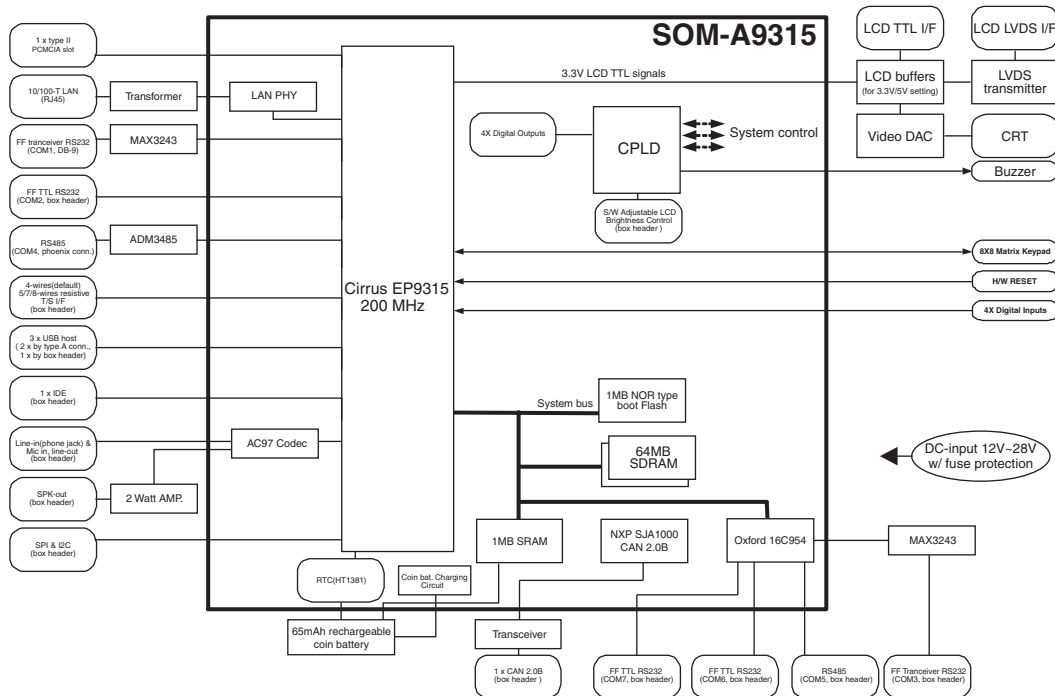 SOM-A9315
1 x type II
PCMCIA slot
10/100-T LAN
(RJ45)
Transformer
LAN PHY
FF tranceiver RS232
(COM1, DB-9)
MAX3243
FF TTL RS232
(COM2, box header)
RS485
(COM4, phoenix conn.)
ADM3485
4-wires(default)
5/7/8-wires resistive
T/S I/F
(box header)
3 x USB host
( 2 x by type A conn.,
1 x by box header)
1 x IDE
(box header)
Line-in(phone jack) &
Mic in, line-out
(box header)
AC97 Codec
SPK-out
(box header)
2 Watt AMP.
SPI & I2C
(box header)
Cirrus EP9315
200 MHz
3.3V LCD TTL signals
LCD TTL I/F
LCD LVDS I/F
LCD buffers
(for 3.3V/5V setting)
LVDS
transmitter
Video DAC
CRT
4X Digital Outputs
CPLD
System control
Buzzer
S/W Adjustable LCD
Brightness Control
(box header )
8X8 Matrix Keypad
H/W RESET
4X Digital Inputs
System bus
1MB NOR type
boot Flash
64MB
SDRAM
DC-input 12V~28V
w/ fuse protection
1MB SRAM
NXP SJA1000
CAN 2.0B
Oxford 16C954
MAX3243
RTC(HT1381)
Coin bat. Charging
Circuit
65mAh rechargeable
coin battery
Transceiver
1 x CAN 2.0B
(box header )
FF TTL RS232
(COM7, box header)
FF TTL RS232
(COM6, box header)
RS485
(COM5, box header)
FF Tranceiver RS232
(COM3, box header)